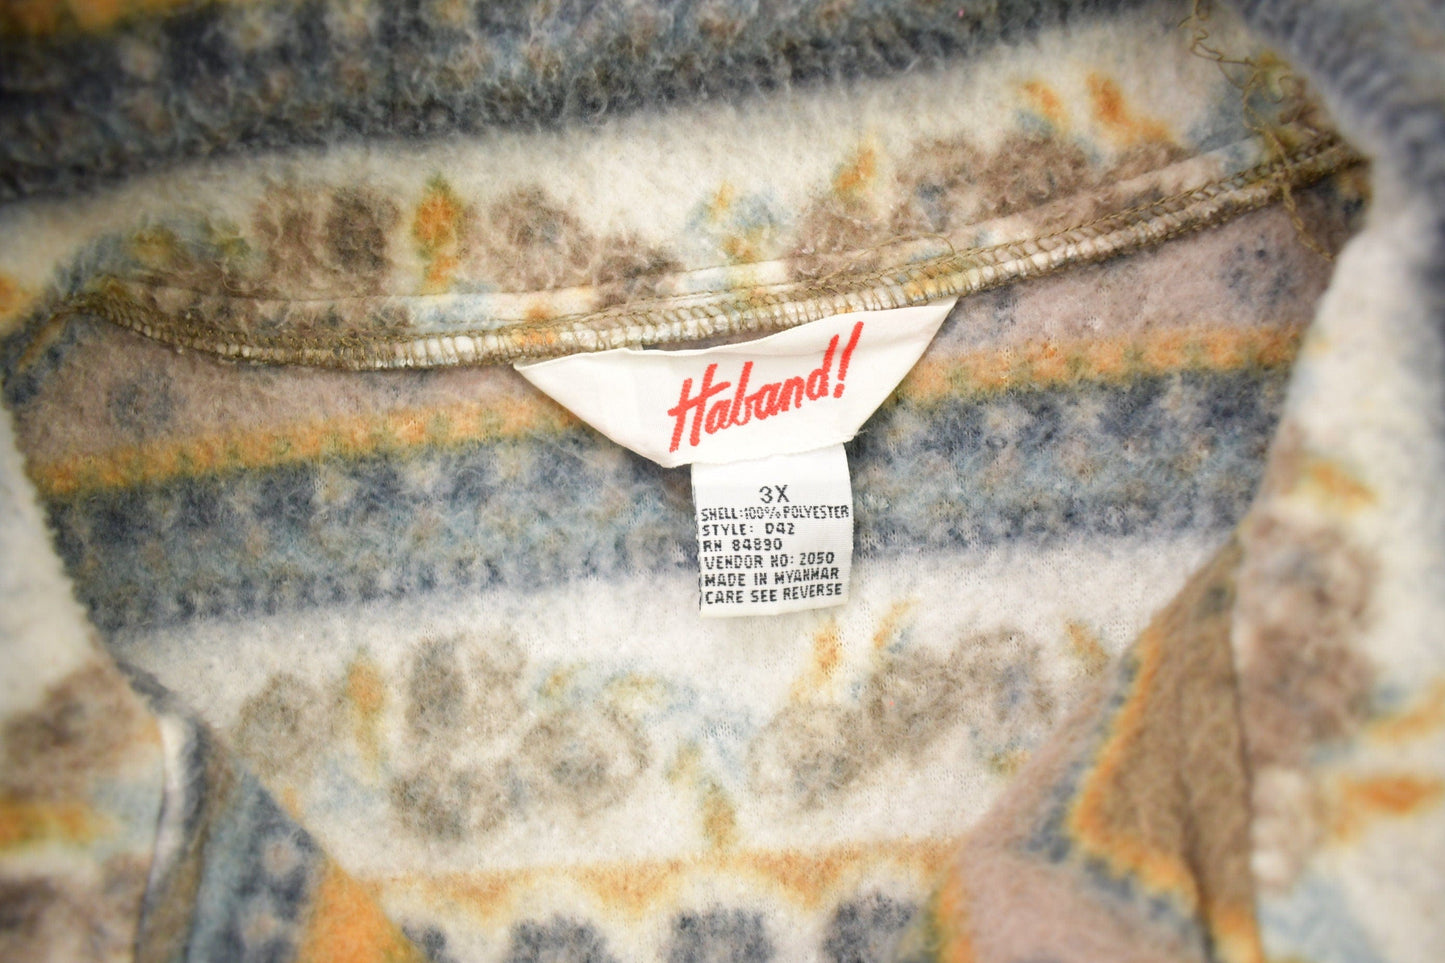 Haband!
3X
SHELL:100% POLYESTER
STYLE: D42
RN 84890
VENDOR NO: 2050
MADE IN MYANMAR
CARE SEE REVERSE